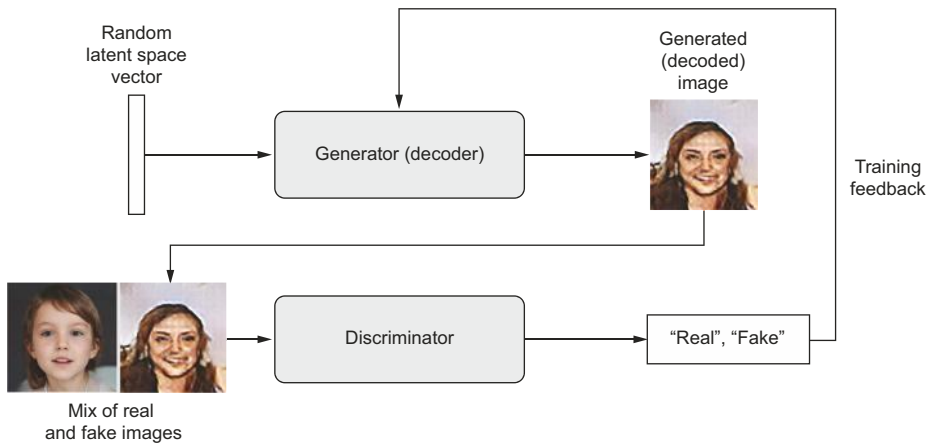 Random
latent space
vector
Generator (decoder)
Generated
(decoded)
image
Training
feedback
Discriminator
“Real”, “Fake”
Mix of real
and fake images